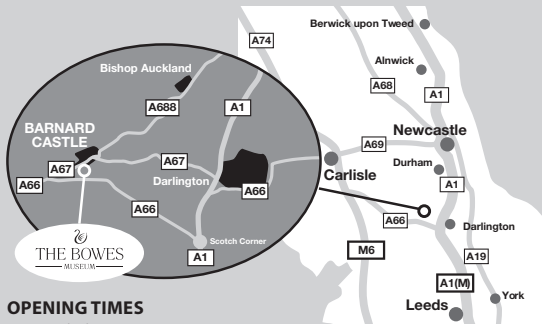 Berwick upon Tweed
A74
Alnwick
Bishop Auckland
A68
A1
A688
A1
BARNARD
CASTLE
Newcastle
A69
A67
A67
Durham
Carlisle
A66
Darlington
A66
A1
A66
A66
Darlington
THE BOWES
MUSEUM
Scotch Corner
A1
M6
A19
A1(M)
York
OPENING TIMES
Leeds